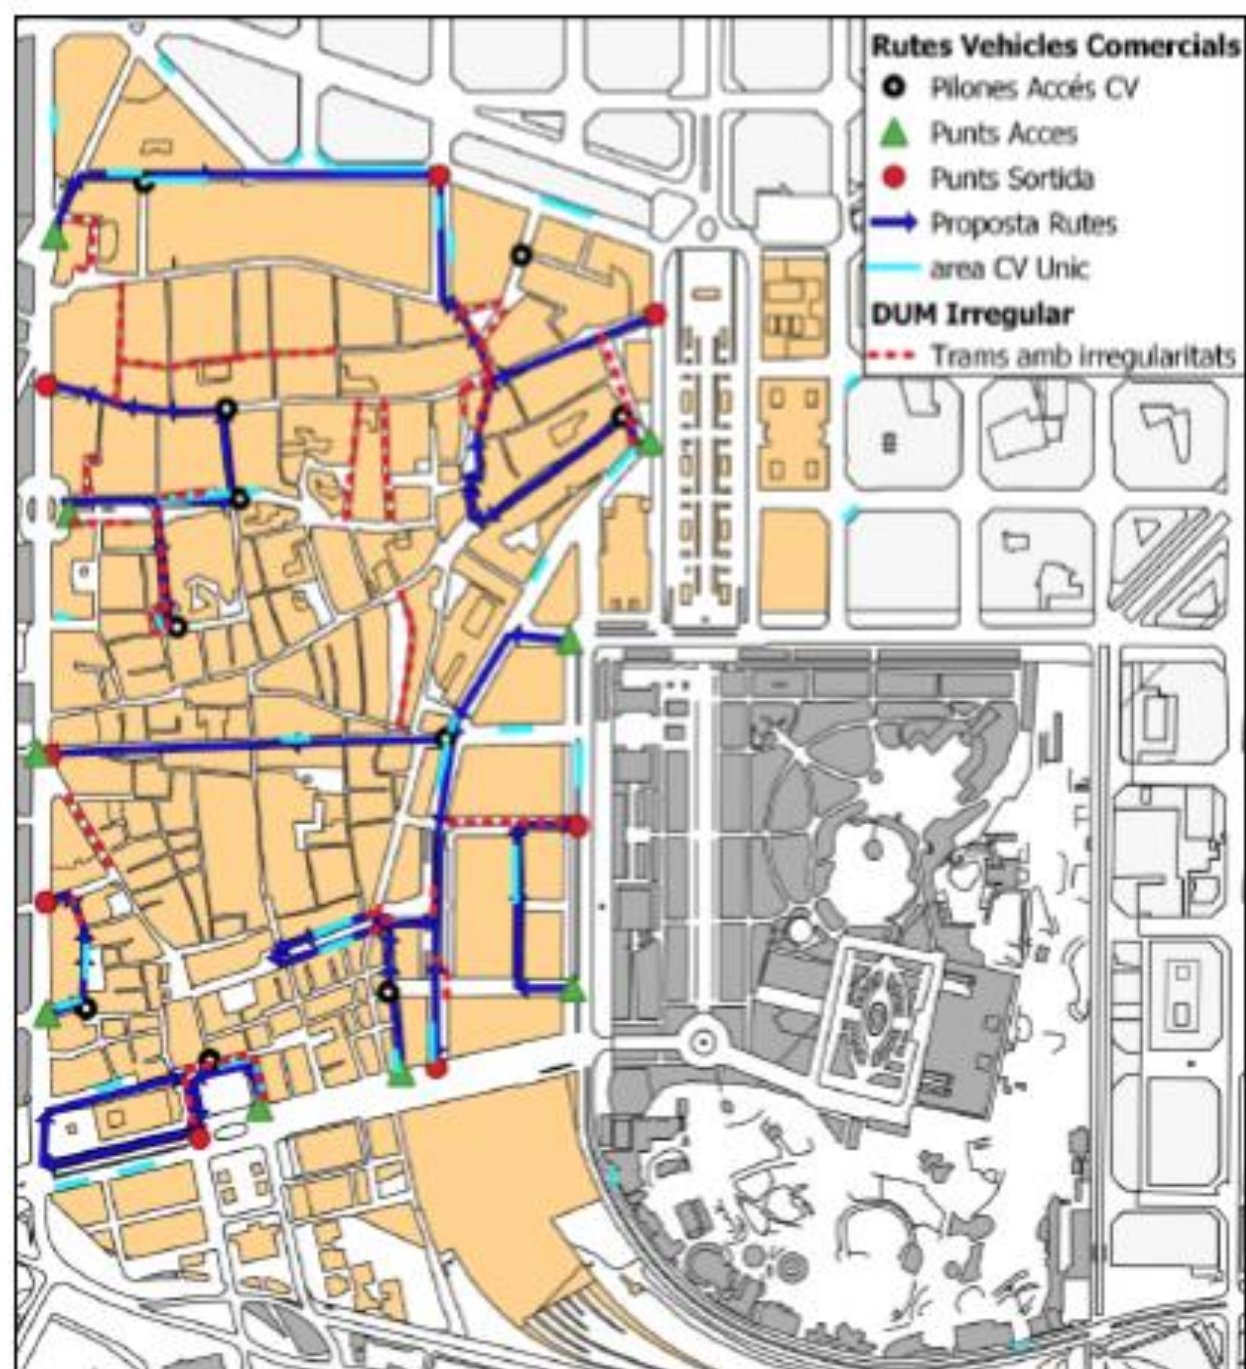 Rutes Vehicles Comercials
Pilones Accés CV
Punts Acces
Punts Sortida
Proposta Rutes
area CV Unic
DUM Irregular
Trams amb irregularitats